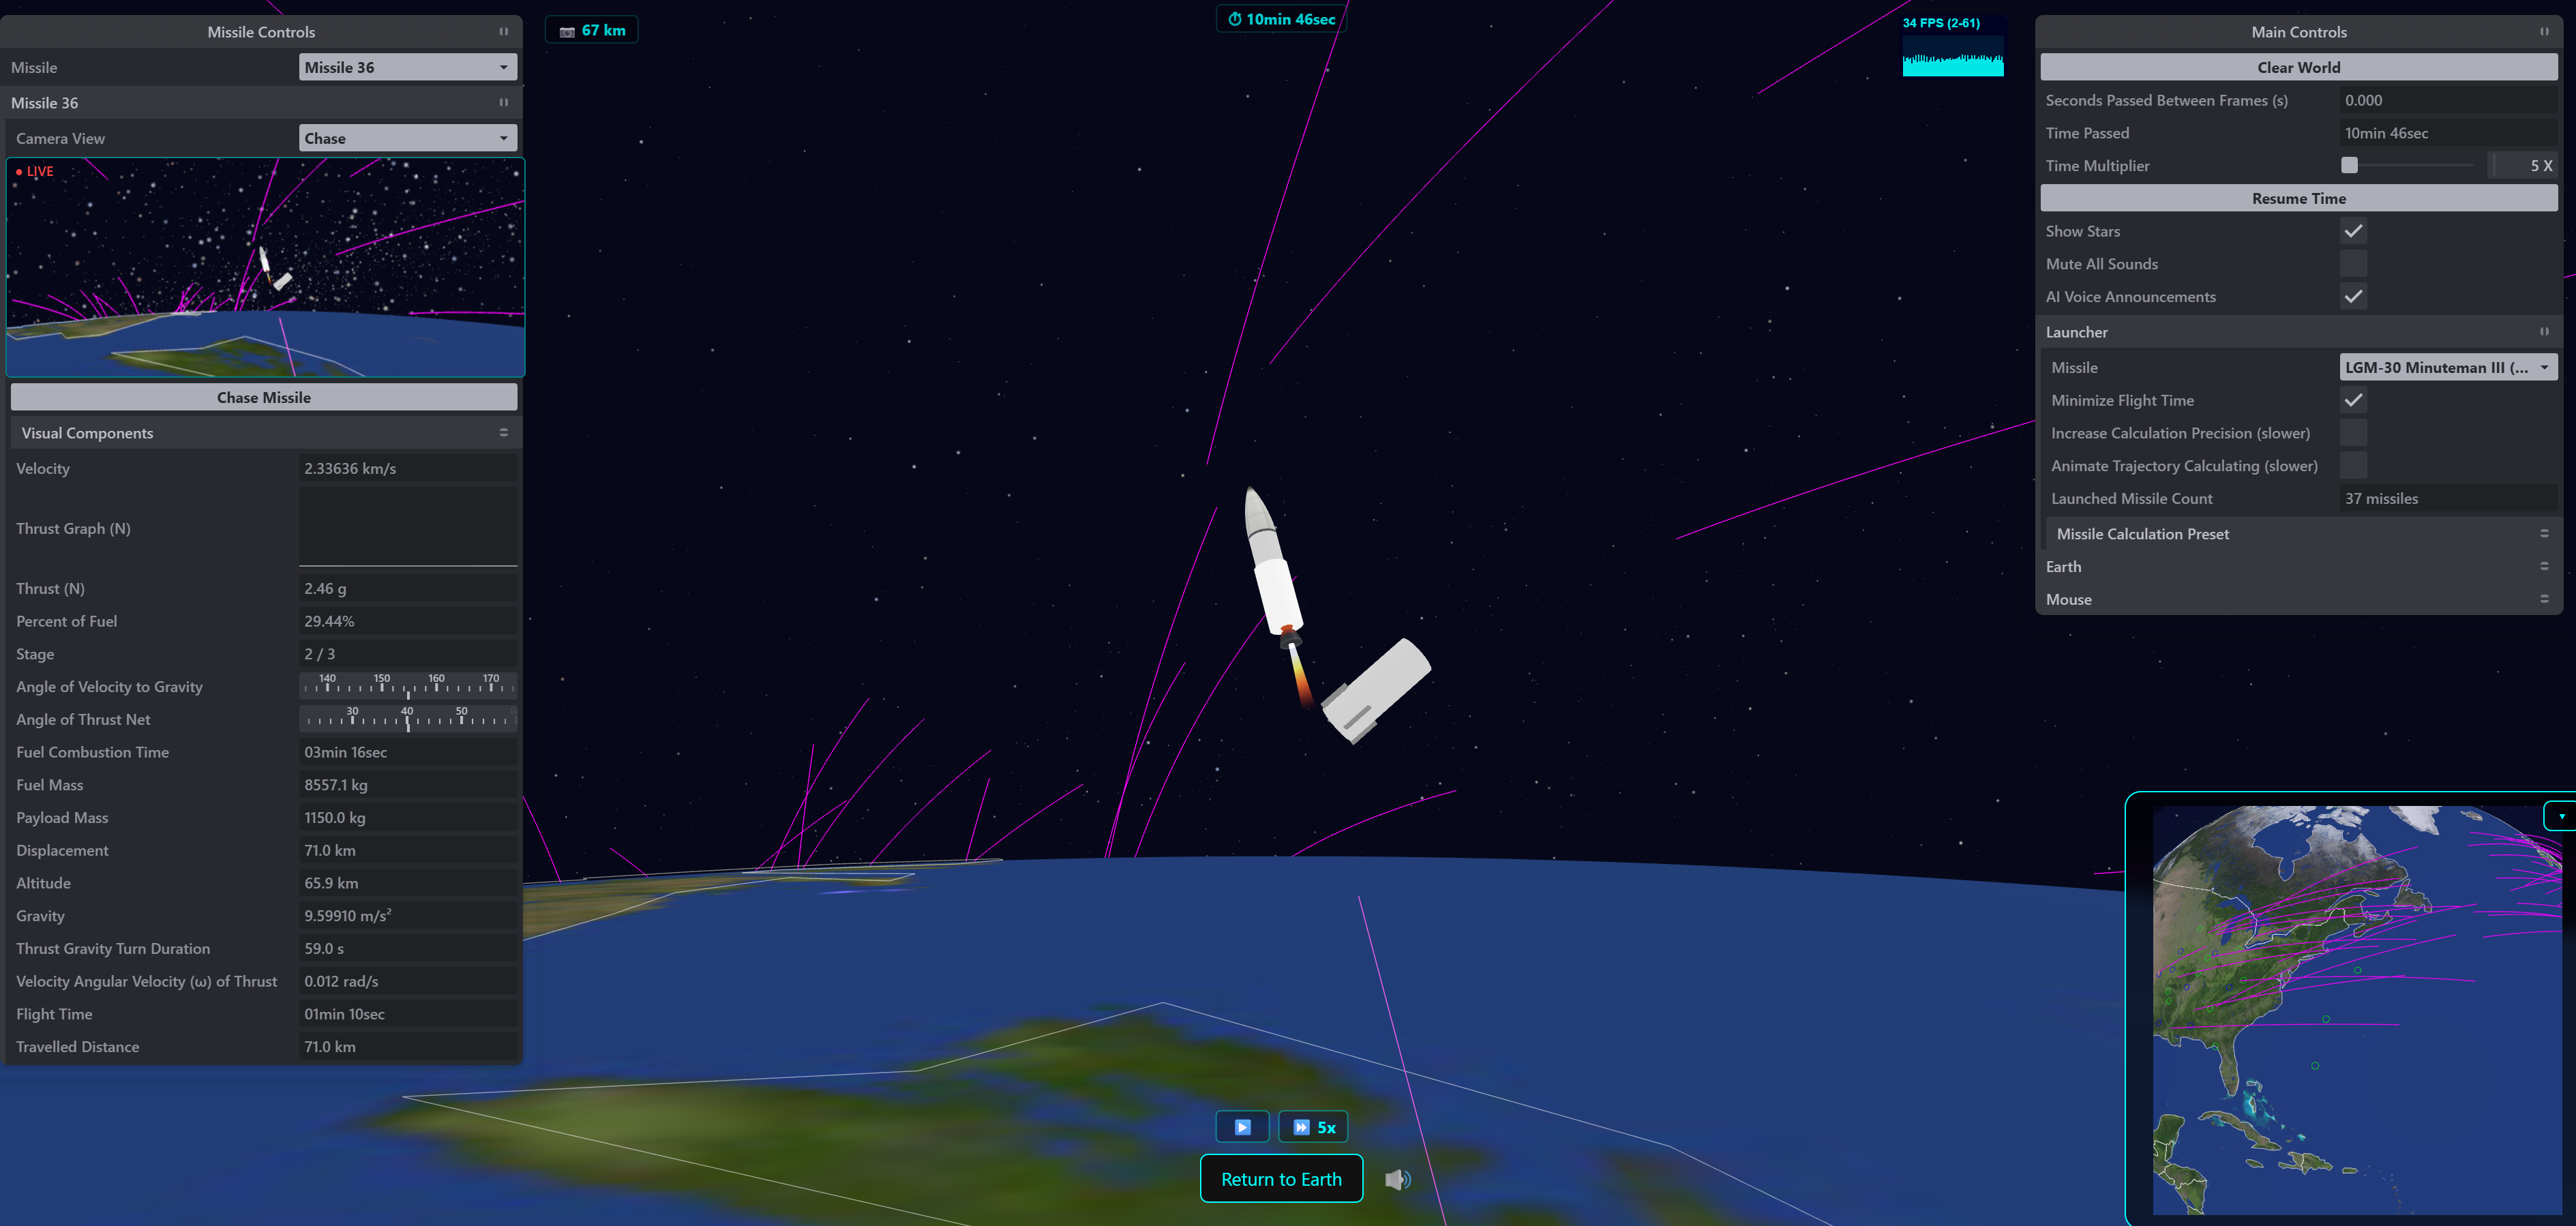 Missile Controls
Missile
Missile 36
Missile 36
Camera View
Chase
LIVE
Chase Missile
Visual Components
Velocity
2.33636 km/s
Thrust Graph (N)
Thrust (N)
2.46 g
Percent of Fuel
29.44%
Stage
2 / 3
Angle of Velocity to Gravity
140 150 160 170
Angle of Thrust Net
30 40 50
Fuel Combustion Time
03min 16sec
Fuel Mass
8557.1 kg
Payload Mass
1150.0 kg
Displacement
71.0 km
Altitude
65.9 km
Gravity
9.59910 m/s²
Thrust Gravity Turn Duration
59.0 s
Velocity Angular Velocity (ω) of Thrust
0.012 rad/s
Flight Time
01min 10sec
Travelled Distance
71.0 km
67 km
10min 46sec
34 FPS (2-61)
5x
Return to Earth
Main Controls
Clear World
Seconds Passed Between Frames (s)
0.000
Time Passed
10min 46sec
Time Multiplier
5 X
Resume Time
Show Stars
Mute All Sounds
AI Voice Announcements
Launcher
Missile
LGM-30 Minuteman III (...
Minimize Flight Time
Increase Calculation Precision (slower)
Animate Trajectory Calculating (slower)
Launched Missile Count
37 missiles
Missile Calculation Preset
Earth
Mouse